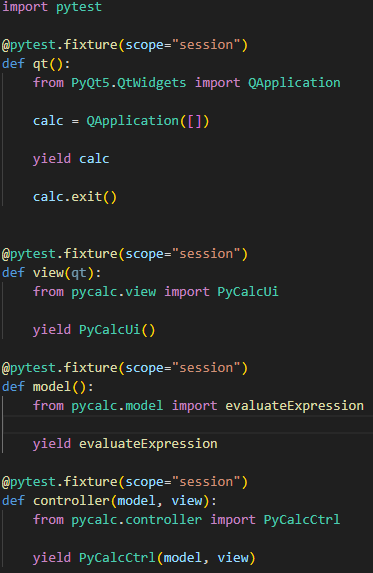 import pytest
@pytest.fixture(scope="session")
def qt():
    from PyQt5.QtWidgets import QApplication
    calc = QApplication([])
    yield calc
    calc.exit()
@pytest.fixture(scope="session")
def view(qt):
    from pycalc.view import PyCalcUi
    yield PyCalcUi()
@pytest.fixture(scope="session")
def model():
    from pycalc.model import evaluateExpression
    yield evaluateExpression
@pytest.fixture(scope="session")
def controller(model, view):
    from pycalc.controller import PyCalcCtrl
    yield PyCalcCtrl(model, view)